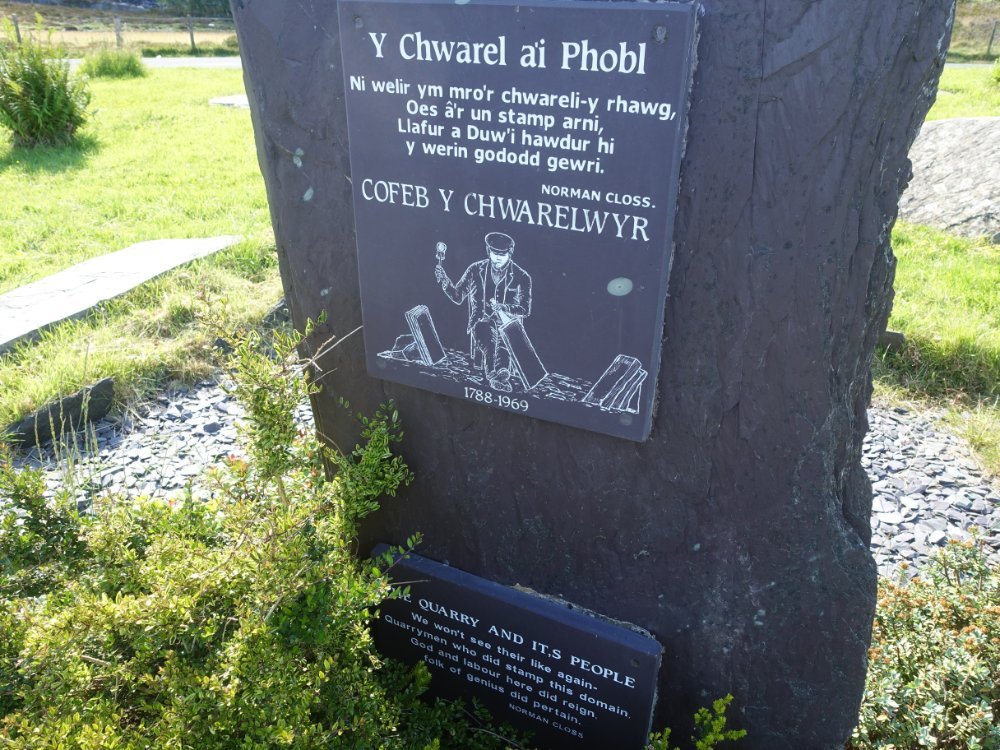 Y Chwarel a'i Phobl
Ni welir ym mro'r chwareli-y rhawg,
Oes â'r un stamp arni,
Llafur a Duw'i hawdur hi
y werin gododd gewri.
NORMAN CLOSS.
COFEB Y CHWARELWYR
1788-1969
QUARRY AND IT,S PEOPLE
We won't see their like again-
Quarrymen who did stamp this domain.
God and labour here did reign.
folk of genius did pertain.
NORMAN CLOSS